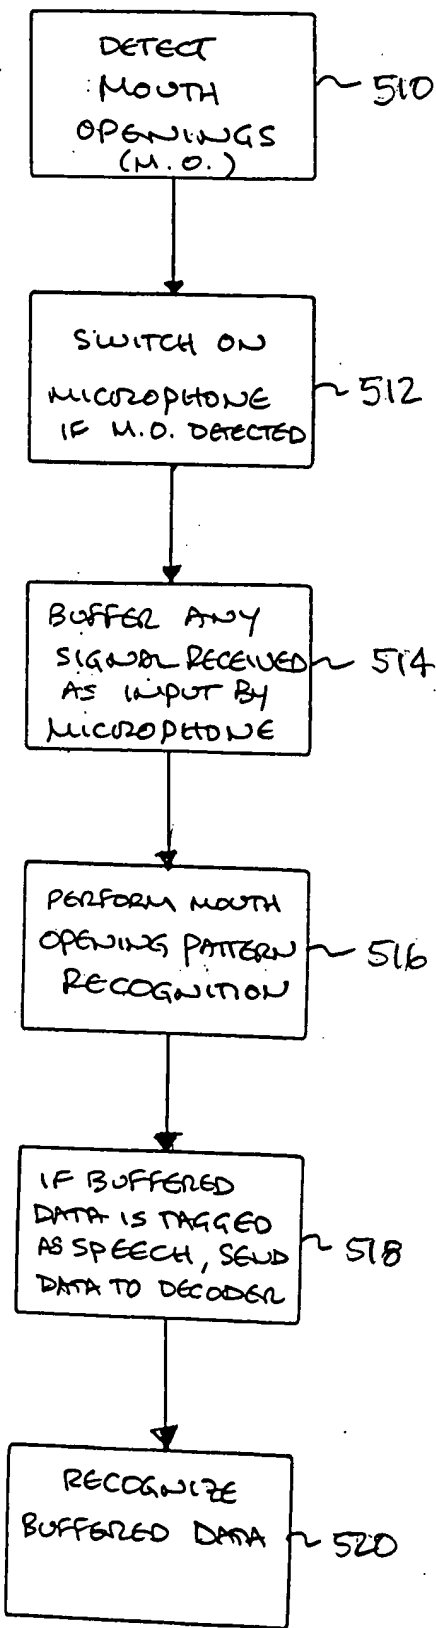 DETECT
MOUTH
OPENINGS
(M.O.)
510
SWITCH ON
MICROPHONE
IF M.O. DETECTED
512
BUFFER ANY
SIGNAL RECEIVED
AS INPUT BY
MICROPHONE
514
PERFORM MOUTH
OPENING PATTERN
RECOGNITION
516
IF BUFFERED
DATA IS TAGGED
AS SPEECH, SEND
DATA TO DECODER
518
RECOGNIZE
BUFFERED DATA
520